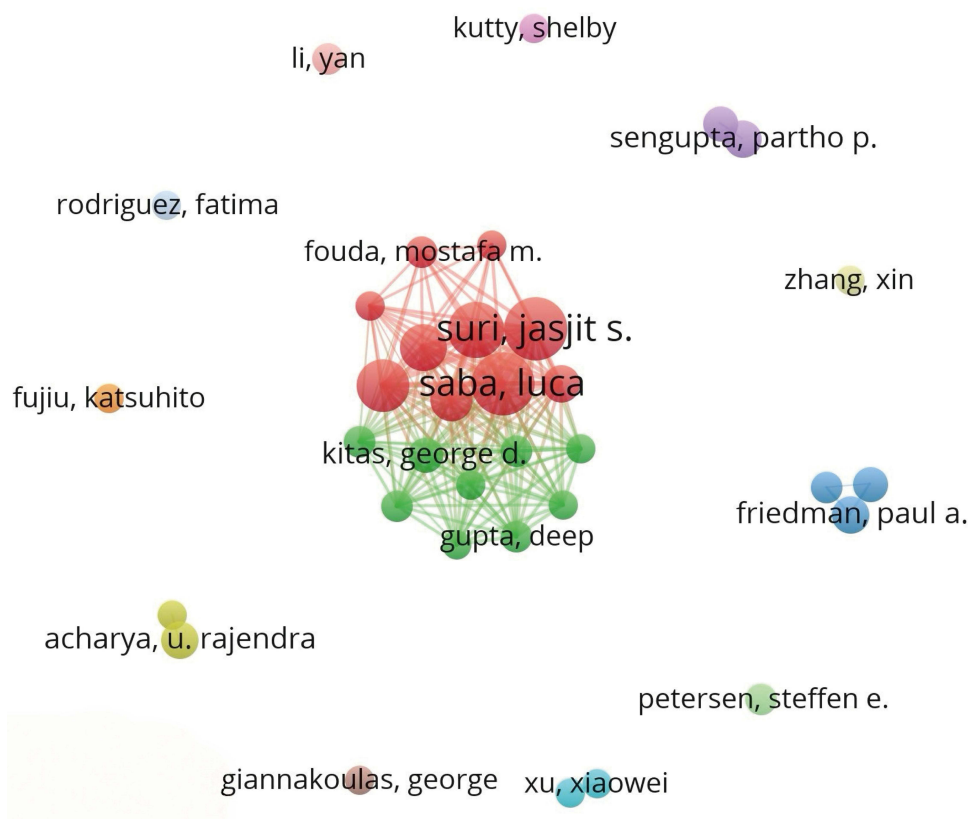 kutty, shelby
li, yan
sengupta, partho p.
rodriguez, fatima
fouda, mostafa m.
zhang, xin
suri, jasjit s.
saba, luca
fujiu, katsuhito
kitas, george d.
friedman, paul a.
gupta, deep
acharya, u. rajendra
petersen, steffen e.
giannakoulas, george
xu, xiaowei